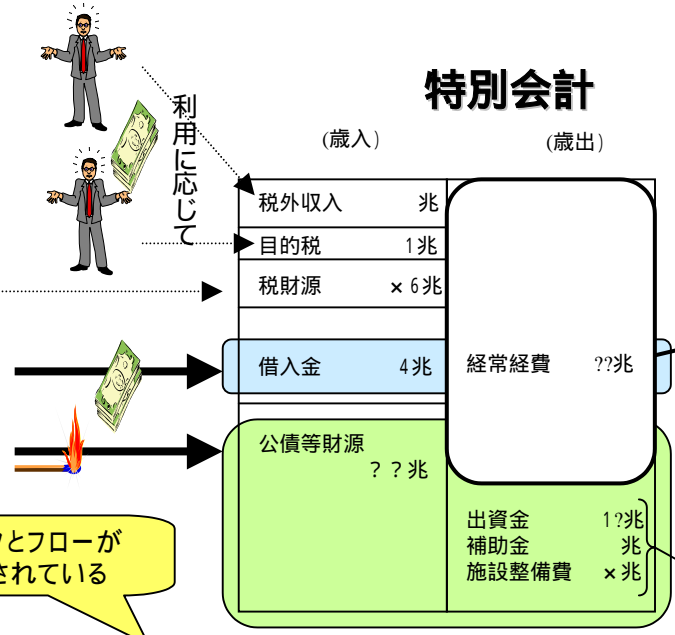 特別会計
(歳入)
(歳出)
利用に応じて
税外収入 兆
目的税 1兆
税財源 ×6兆
借入金 4兆
公債等財源
??兆
経常経費 ??兆
出資金 1?兆
補助金 兆
施設整備費 ×兆
とフローが
されている